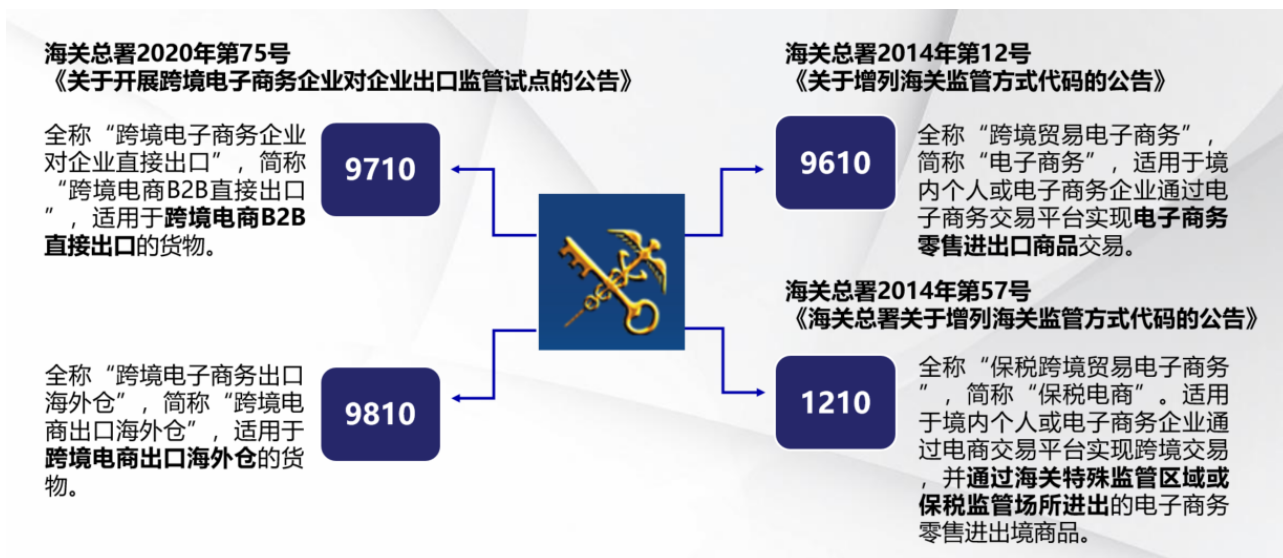 海关总署2020年第75号
《关于开展跨境电子商务企业对企业出口监管试点的公告》
全称“跨境电子商务企业
对企业直接出口”，简称
“跨境电商B2B直接出口
”，适用于跨境电商B2B
直接出口的货物。
9710
全称“跨境电子商务出口
海外仓”，简称“跨境电
商出口海外仓”，适用于
跨境电商出口海外仓的货
物。
9810
海关总署2014年第12号
《关于增列海关监管方式代码的公告》
9610
全称“跨境贸易电子商务”，
简称“电子商务”，适用于境
内个人或电子商务企业通过电
子商务交易平台实现电子商务
零售进出口商品交易。
海关总署2014年第57号
《海关总署关于增列海关监管方式代码的公告》
1210
全称“保税跨境贸易电子商务
”，简称“保税电商”。适用
于境内个人或电子商务企业通
过电商交易平台实现跨境交易
，并通过海关特殊监管区域或
保税监管场所进出的电子商务
零售进出境商品。